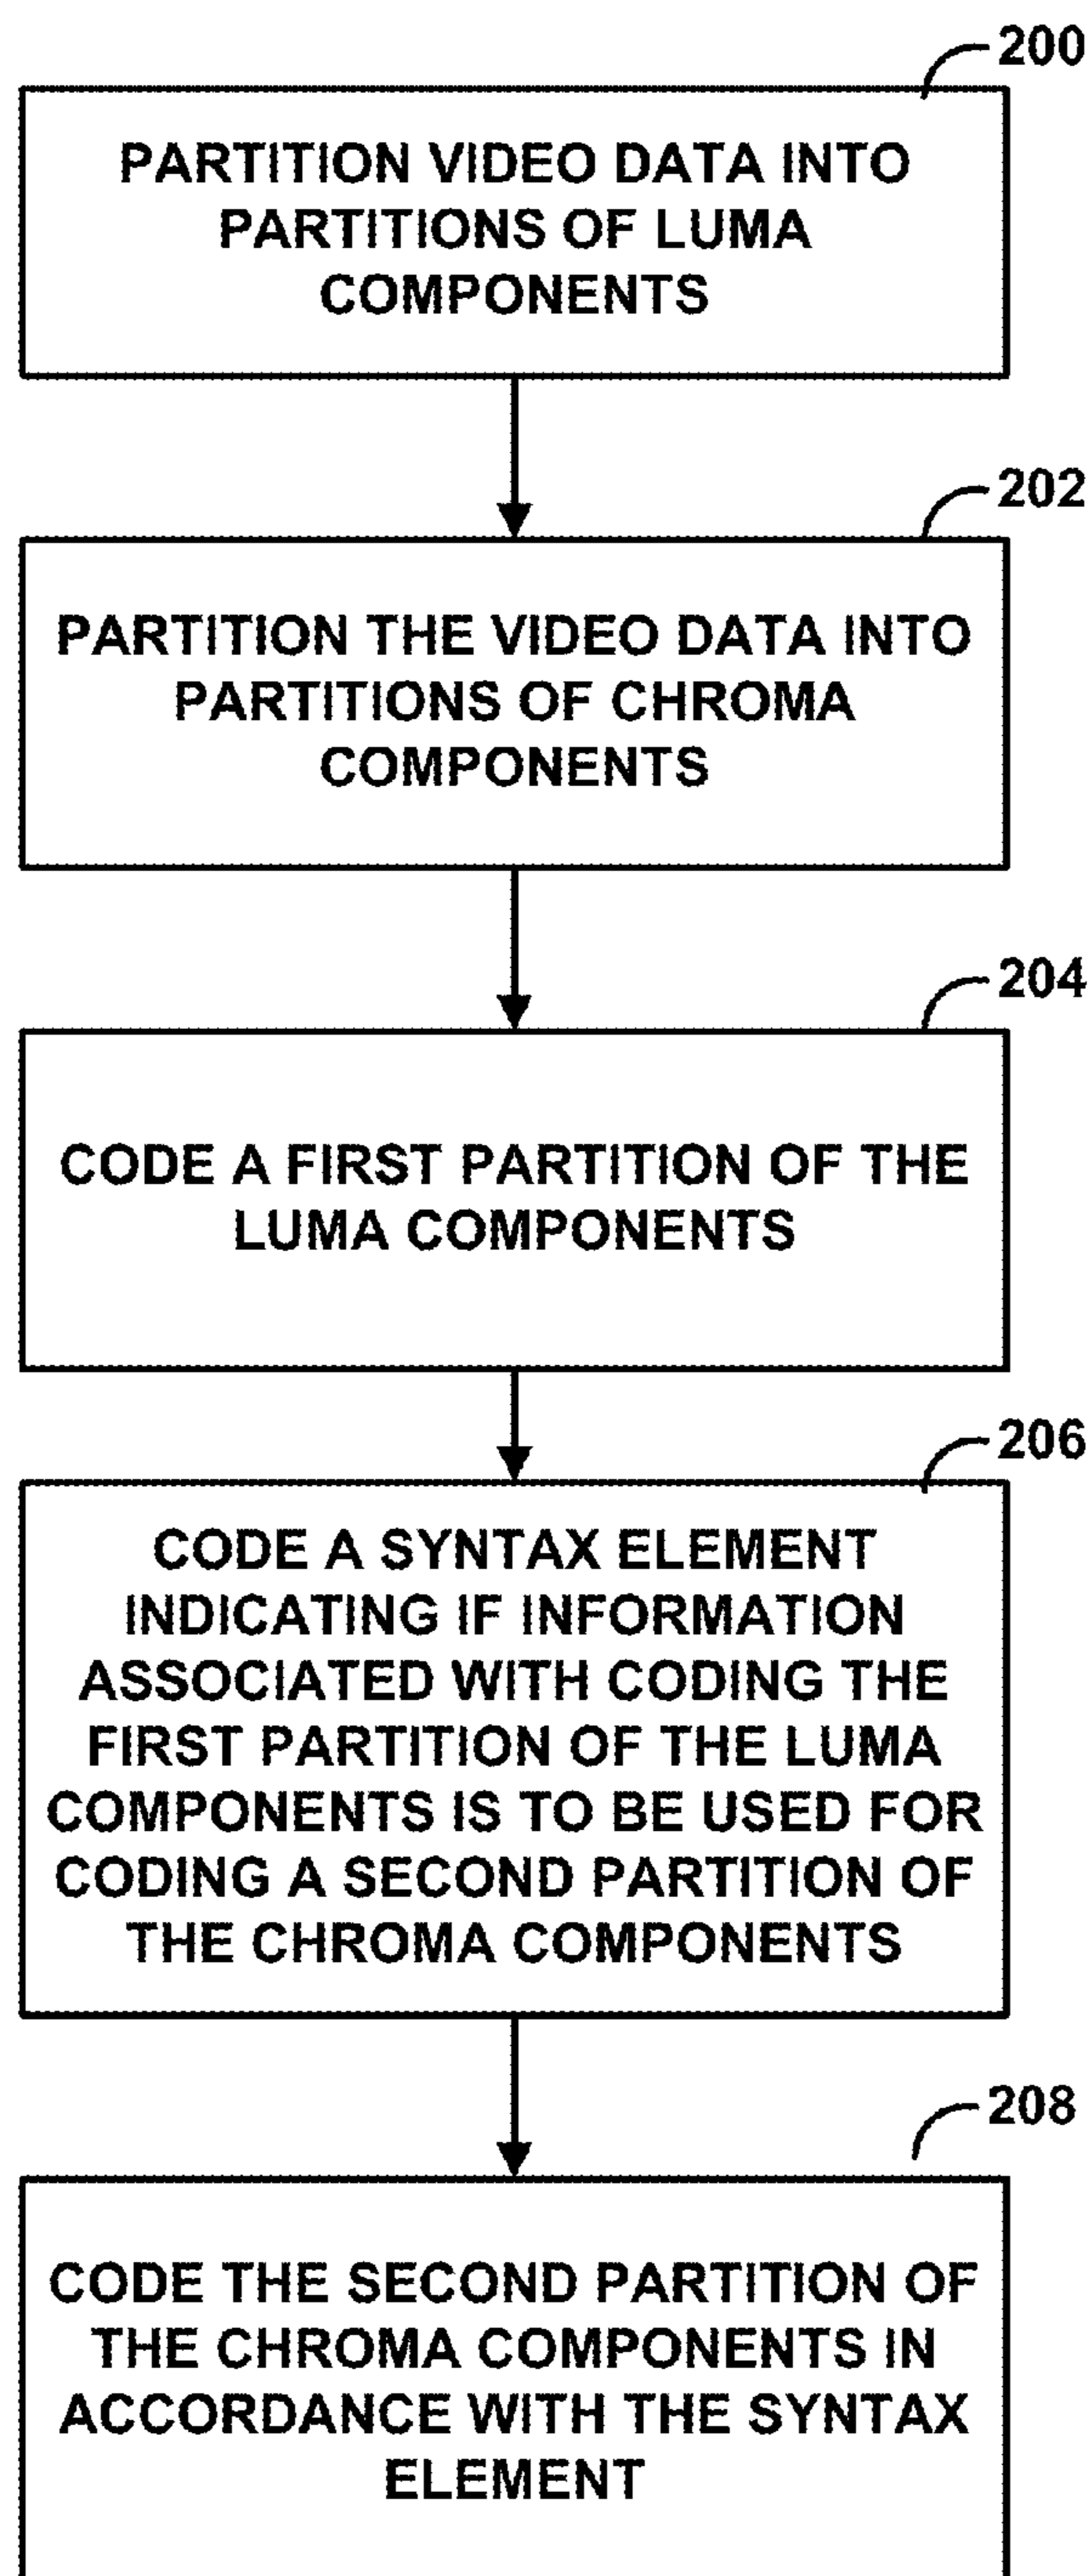 200
PARTITION VIDEO DATA INTO
PARTITIONS OF LUMA
COMPONENTS
202
PARTITION THE VIDEO DATA INTO
PARTITIONS OF CHROMA
COMPONENTS
204
CODE A FIRST PARTITION OF THE
LUMA COMPONENTS
206
CODE A SYNTAX ELEMENT
INDICATING IF INFORMATION
ASSOCIATED WITH CODING THE
FIRST PARTITION OF THE LUMA
COMPONENTS IS TO BE USED FOR
CODING A SECOND PARTITION OF
THE CHROMA COMPONENTS
208
CODE THE SECOND PARTITION OF
THE CHROMA COMPONENTS IN
ACCORDANCE WITH THE SYNTAX
ELEMENT